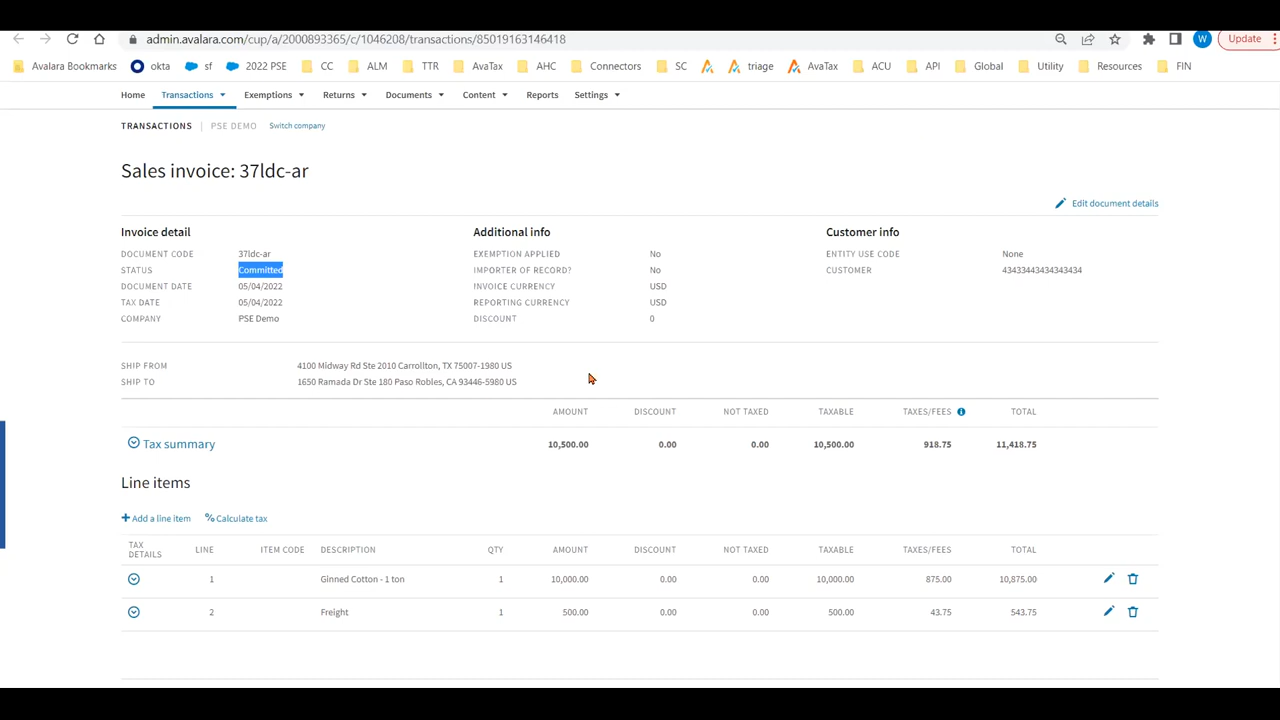 admin.avalara.com/cup/a/2000893365/c/1046208/transactions/85019163146418 W Update
Avalara Bookmarks okta sf 2022 PSE CC ALM TTR AvaTax AHC Connectors SC triage AvaTax ACU API Global Utility Resources FIN
Home Transactions Exemptions Returns Documents Content Reports Settings
TRANSACTIONS | PSE DEMO Switch company
Sales invoice: 37ldc-ar
Edit document details
Invoice detail Additional info Customer info
DOCUMENT CODE 37ldc-ar EXEMPTION APPLIED No ENTITY USE CODE None
STATUS Committed IMPORTER OF RECORD? No CUSTOMER 43433443434343434
DOCUMENT DATE 05/04/2022 INVOICE CURRENCY USD
TAX DATE 05/04/2022 REPORTING CURRENCY USD
COMPANY PSE Demo DISCOUNT 0
SHIP FROM 4100 Midway Rd Ste 2010 Carrollton, TX 75007-1980 US
SHIP TO 1650 Ramada Dr Ste 180 Paso Robles, CA 93446-5980 US
AMOUNT DISCOUNT NOT TAXED TAXABLE TAXES/FEES TOTAL
Tax summary 10,500.00 0.00 0.00 10,500.00 918.75 11,418.75
Line items
+ Add a line item % Calculate tax
TAX DETAILS LINE ITEM CODE DESCRIPTION QTY AMOUNT DISCOUNT NOT TAXED TAXABLE TAXES/FEES TOTAL
1 Ginned Cotton - 1 ton 1 10,000.00 0.00 0.00 10,000.00 875.00 10,875.00
2 Freight 1 500.00 0.00 0.00 500.00 43.75 543.75